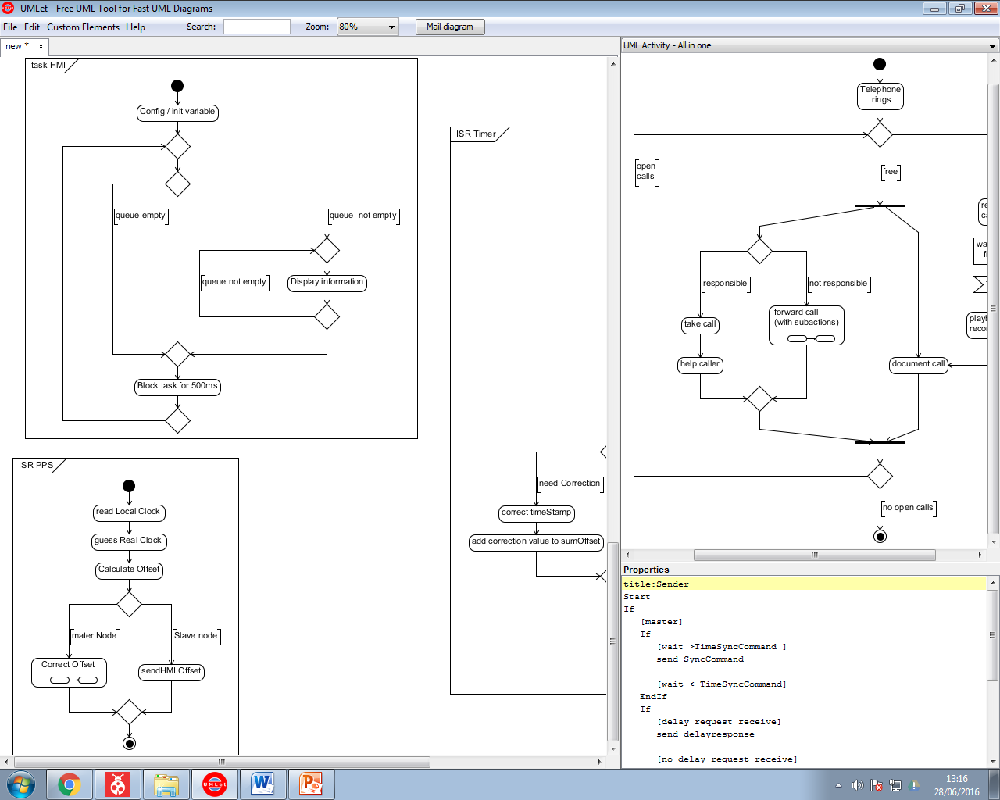 UMLet - Free UML Tool for Fast UML Diagrams
File Edit Custom Elements Help Search: Zoom: 80% Mail diagram
new *
task HMI
Config / init variable
[queue empty]
[queue not empty]
[queue not empty]
Display information
Block task for 500ms
ISR PPS
read Local Clock
guess Real Clock
Calculate Offset
[mater Node]
[Slave node]
Correct Offset
sendHMI Offset
ISR Timer
[need Correction]
correct timeStamp
add correction value to sumOffset
UML Activity - All in one
Telephone
rings
[open
calls]
[free]
re
ca
wa
f
[responsible]
[not responsible]
take call
forward call
(with subactions)
playl
reco
help caller
document call
[no open calls]
Properties
title:Sender
Start
If
[master]
If
[wait >TimeSyncCommand ]
send SyncCommand
[wait < TimeSyncCommand]
EndIf
If
[delay request receive]
send delayresponse
[no delay request receive]
UMLet
13:16
28/06/2016